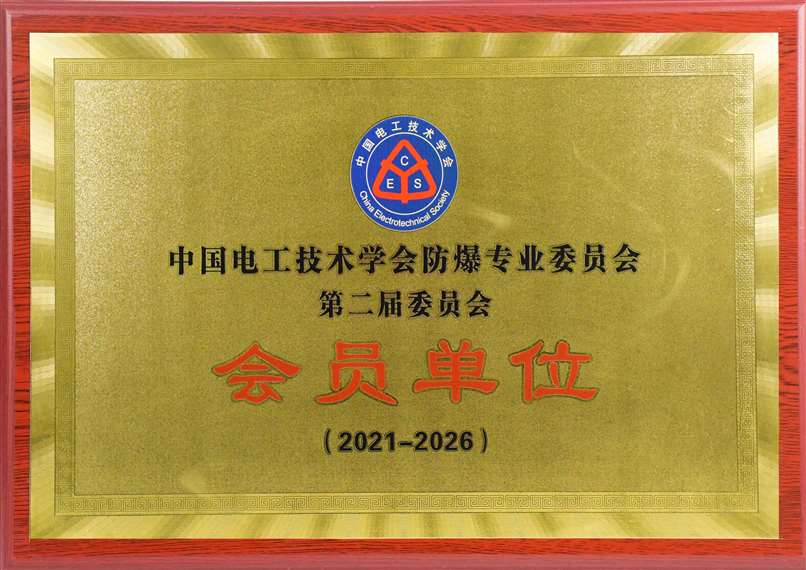 中国电工技术学会
CES
China Electrotechnical Society
中国电工技术学会防爆专业委员会
第二届委员会
会员单位
(2021-2026)